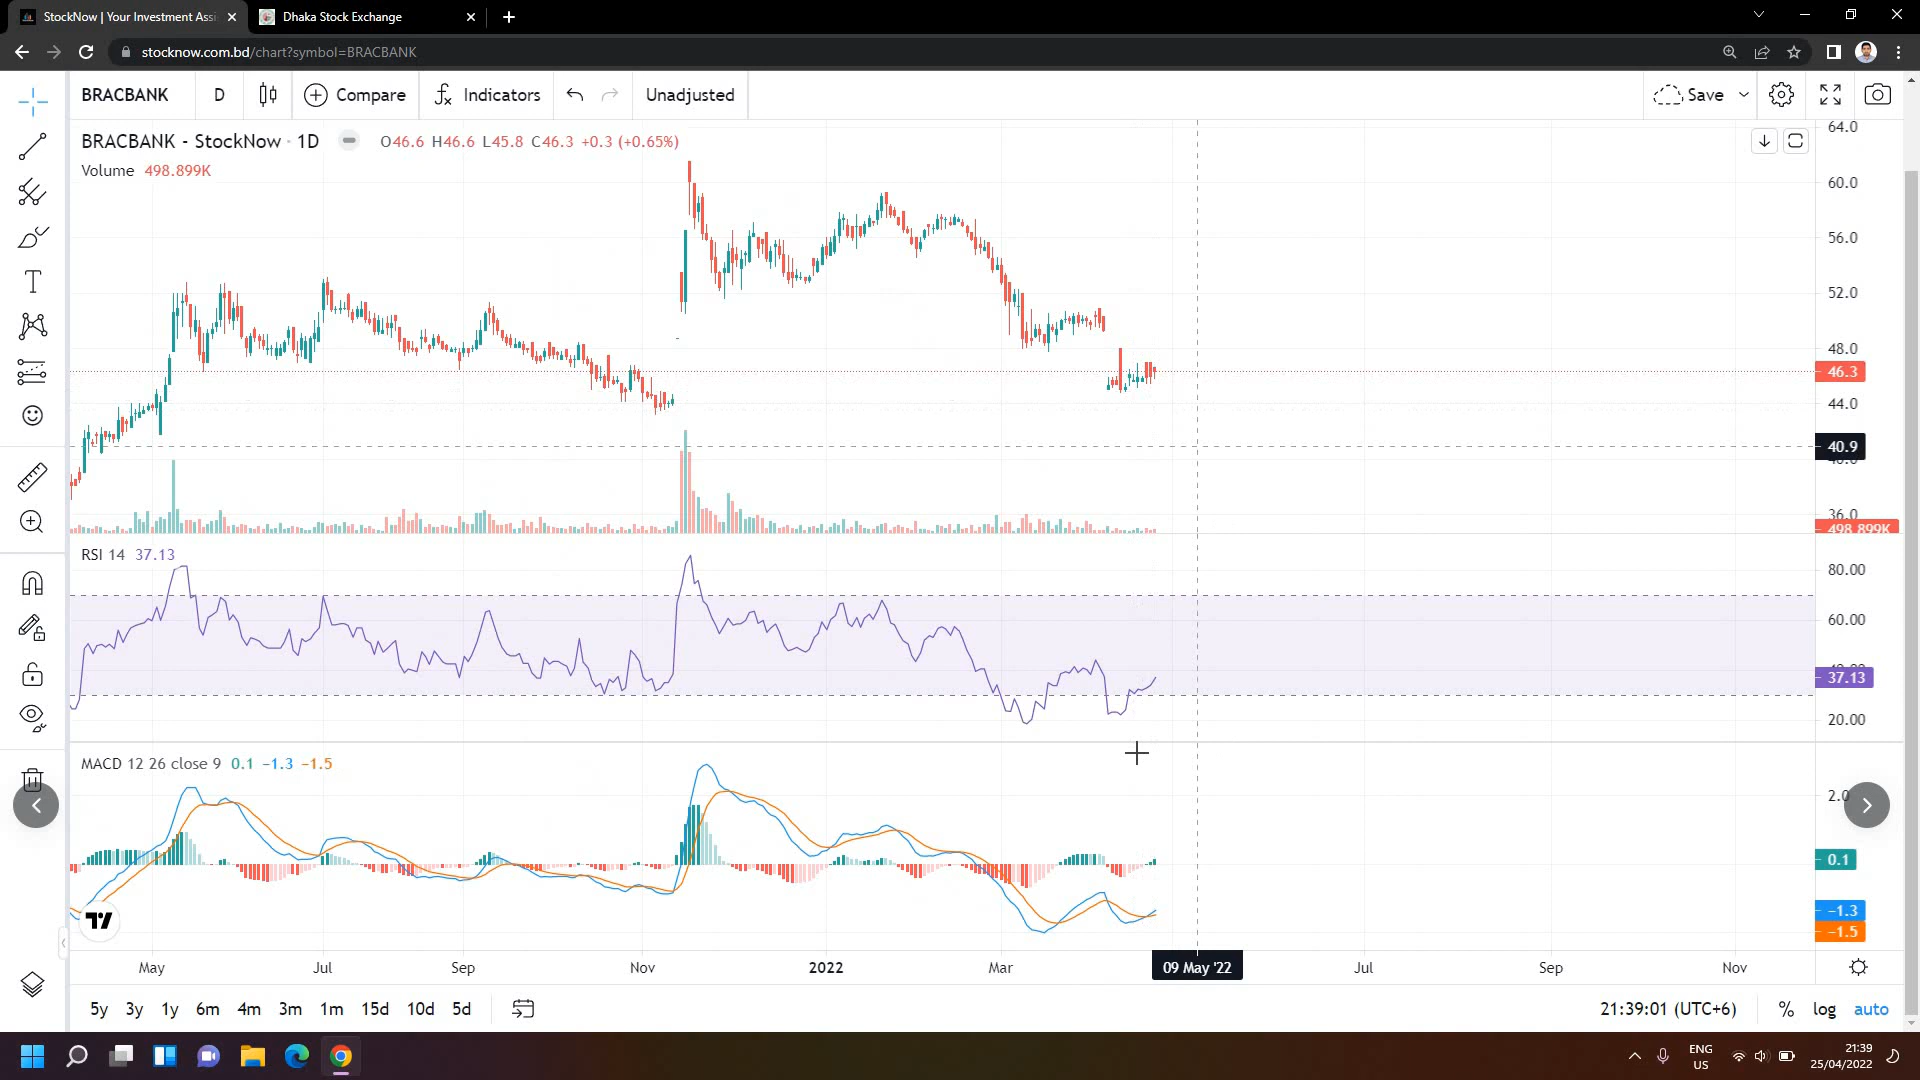 StockNow | Your Investment Assi
Dhaka Stock Exchange
stocknow.com.bd/chart?symbol=BRACBANK
BRACBANK D Compare Indicators Unadjusted Save
BRACBANK - StockNow · 1D O46.6 H46.6 L45.8 C46.3 +0.3 (+0.65%)
Volume 498.899K
64.0
60.0
56.0
52.0
48.0
46.3
44.0
40.9
36.0
498.899K
RSI 14 37.13
80.00
60.00
37.13
20.00
MACD 12 26 close 9 0.1 −1.3 −1.5
2.0
0.1
−1.3
−1.5
May Jul Sep Nov 2022 Mar 09 May '22 Jul Sep Nov
5y 3y 1y 6m 4m 3m 1m 15d 10d 5d 21:39:01 (UTC+6) % log auto
ENG
US
21:39
25/04/2022